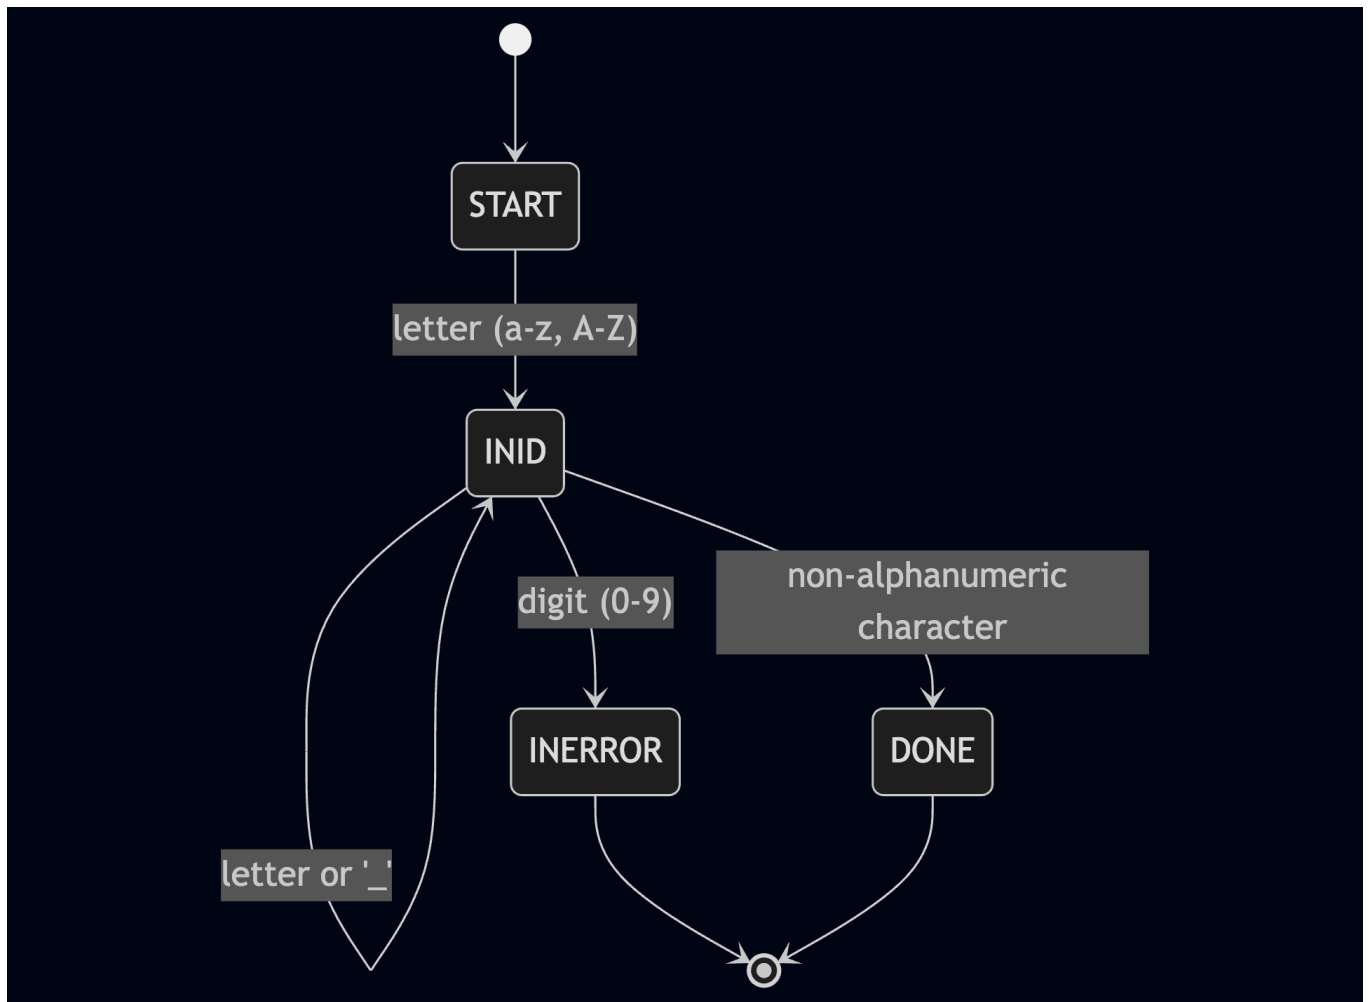 START
letter (a-z, A-Z)
INID
non-alphanumeric
character
digit (0-9)
INERROR
DONE
letter or '_'